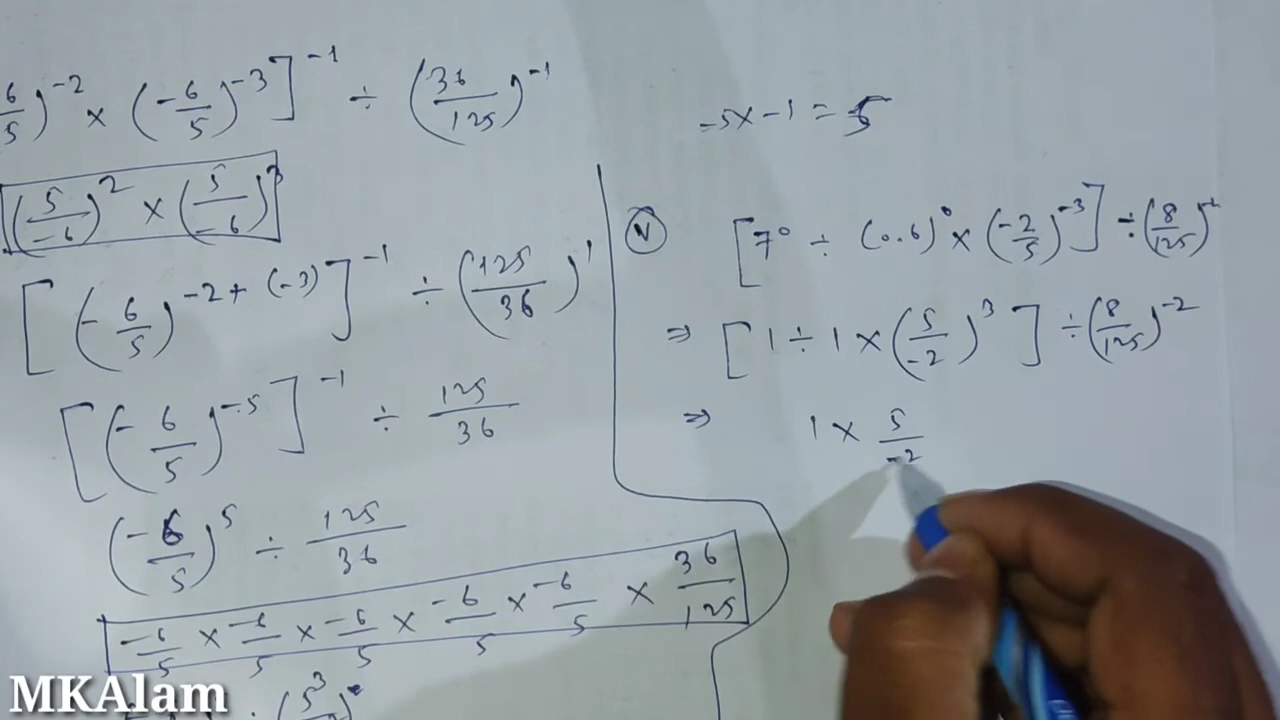 6/5)^-2 × (-6/5)^-3]^-1 ÷ (36/125)^-1
(5/-6)^2 × (5/-6)^3
[(-6/5)^-2+(-3)]^-1 ÷ (125/36)^1
[(-6/5)^-5]^-1 ÷ 125/36
(-6/5)^5 ÷ 125/36
-6/5 × -6/5 × -6/5 × -6/5 × -6/5 × 36/125
-5×-1 = 5
(v) [7^0 ÷ (0.6)^0 × (-2/5)^-3] ÷ (8/125)
⇒ [1 ÷ 1 × (5/-2)^3] ÷ (8/125)^-2
⇒ 1 × 5/-2
MKAlam